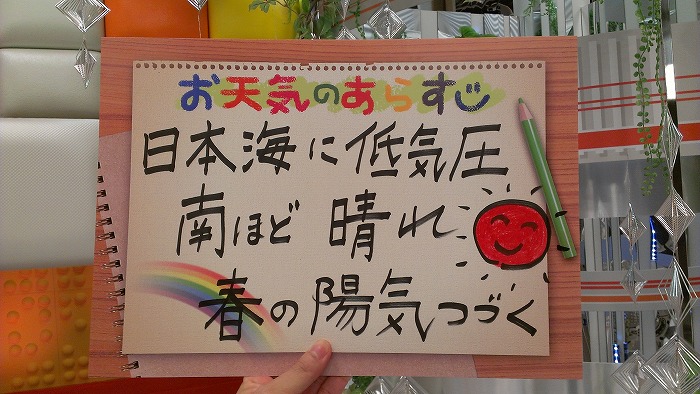 お天気のあらすじ
日本海に低気圧
南ほど 晴れ
春の陽気つづく